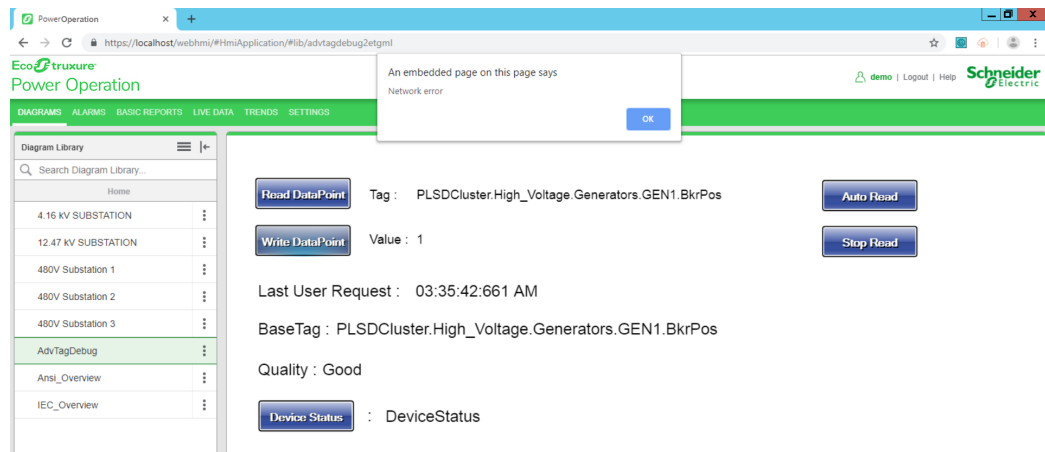 PowerOperation
https://localhost/webhmi/#HmiApplication/#lib/advtagdebug2etgml
EcoStruxure
Power Operation
An embedded page on this page says
Network error
OK
demo | Logout | Help
Schneider
Electric
DIAGRAMS ALARMS BASIC REPORTS LIVE DATA TRENDS SETTINGS
Diagram Library
Search Diagram Library...
Home
4.16 kV SUBSTATION
12.47 kV SUBSTATION
480V Substation 1
480V Substation 2
480V Substation 3
AdvTagDebug
Ansi_Overview
IEC_Overview
Read DataPoint Tag : PLSDCluster.High_Voltage.Generators.GEN1.BkrPos Auto Read
Write DataPoint Value : 1 Stop Read
Last User Request : 03:35:42:661 AM
BaseTag : PLSDCluster.High_Voltage.Generators.GEN1.BkrPos
Quality : Good
Device Status : DeviceStatus